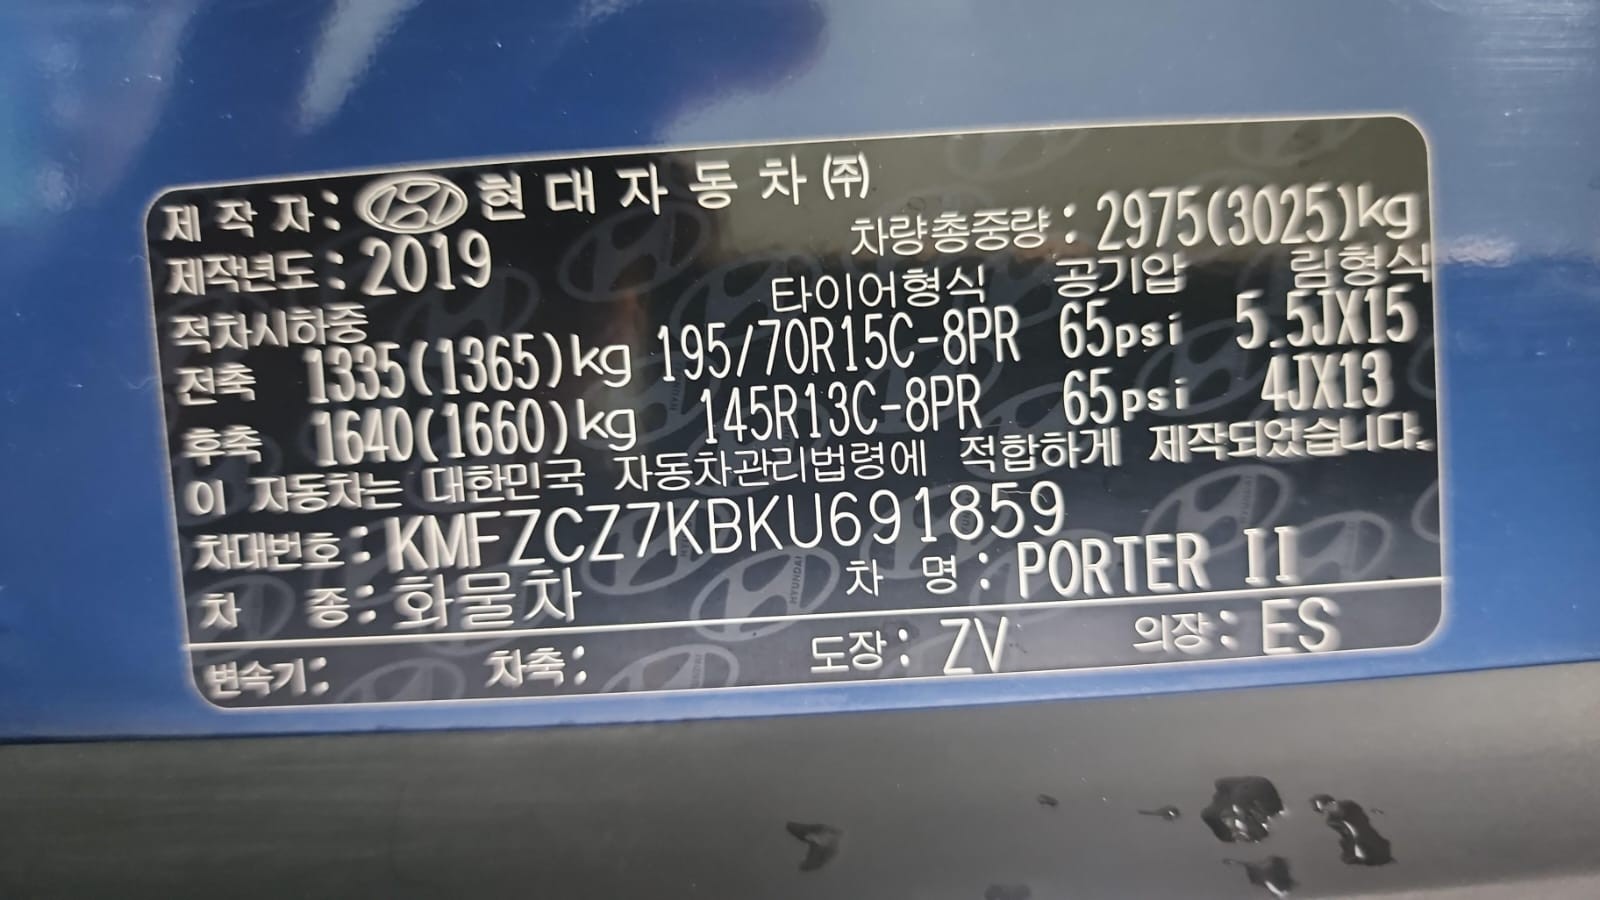 제작자: HYUNDAI 현대자동차(주)
제작년도: 2019 차량총중량: 2975(3025)kg
적차시하중 타이어형식 공기압 림형식
전축 1335(1365)kg 195/70R15C-8PR 65psi 5.5JX15
후축 1640(1660)kg 145R13C-8PR 65psi 4JX13
이 자동차는 대한민국 자동차관리법령에 적합하게 제작되었습니다.
차대번호: KMFZCZ7KBKU691859
차 종: 화물차 차 명: PORTER II
변속기: 차축: 도장: ZV 의장: ES